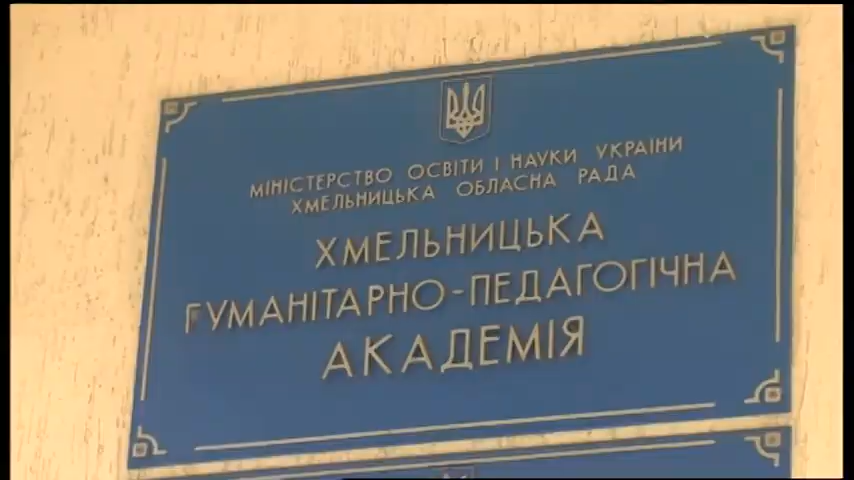 МІНІСТЕРСТВО ОСВІТИ І НАУКИ УКРАЇНИ
ХМЕЛЬНИЦЬКА ОБЛАСНА РАДА
ХМЕЛЬНИЦЬКА
ГУМАНІТАРНО-ПЕДАГОГІЧНА
АКАДЕМІЯ